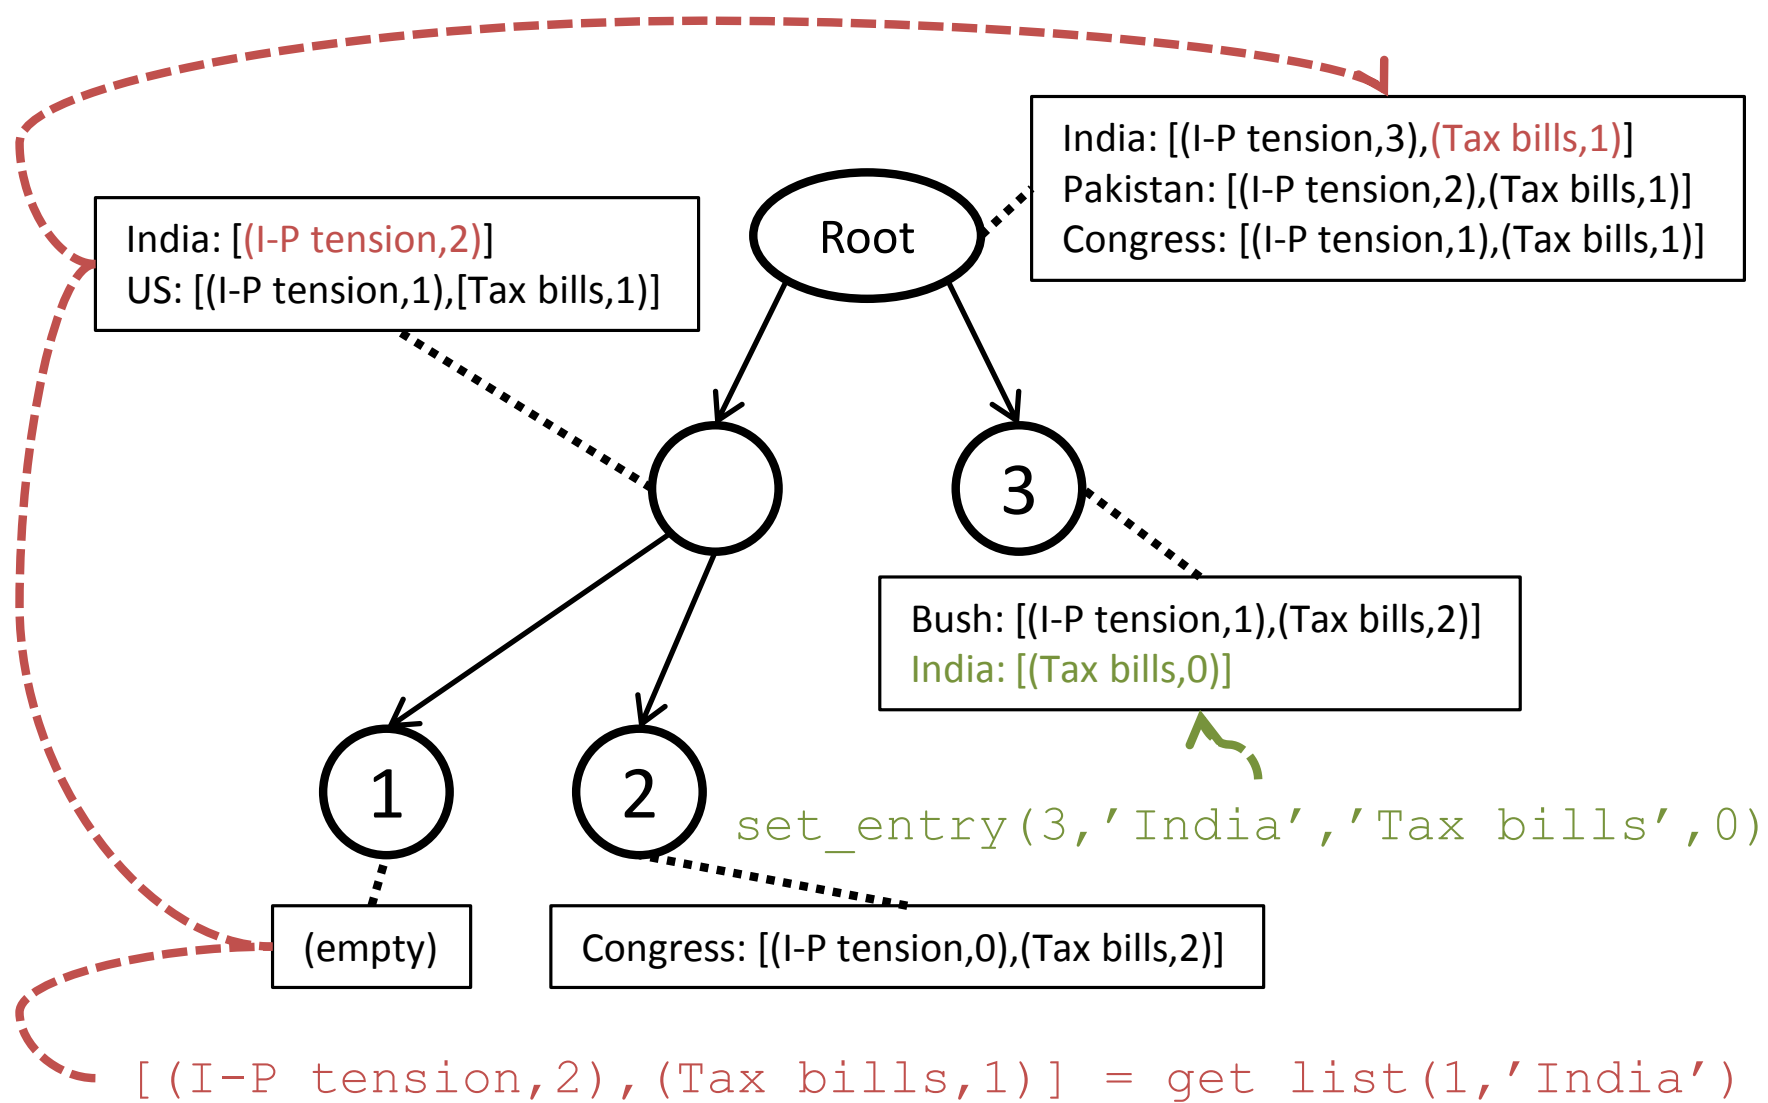 India: [(I-P tension,3),(Tax bills,1)]
Pakistan: [(I-P tension,2),(Tax bills,1)]
Congress: [(I-P tension,1),(Tax bills,1)]
India: [(I-P tension,2)]
US: [(I-P tension,1),[Tax bills,1)]
Root
3
Bush: [(I-P tension,1),(Tax bills,2)]
India: [(Tax bills,0)]
1
2
set_entry(3,'India','Tax bills',0)
(empty)
Congress: [(I-P tension,0),(Tax bills,2)]
[(I-P tension,2),(Tax bills,1)] = get list(1,'India')